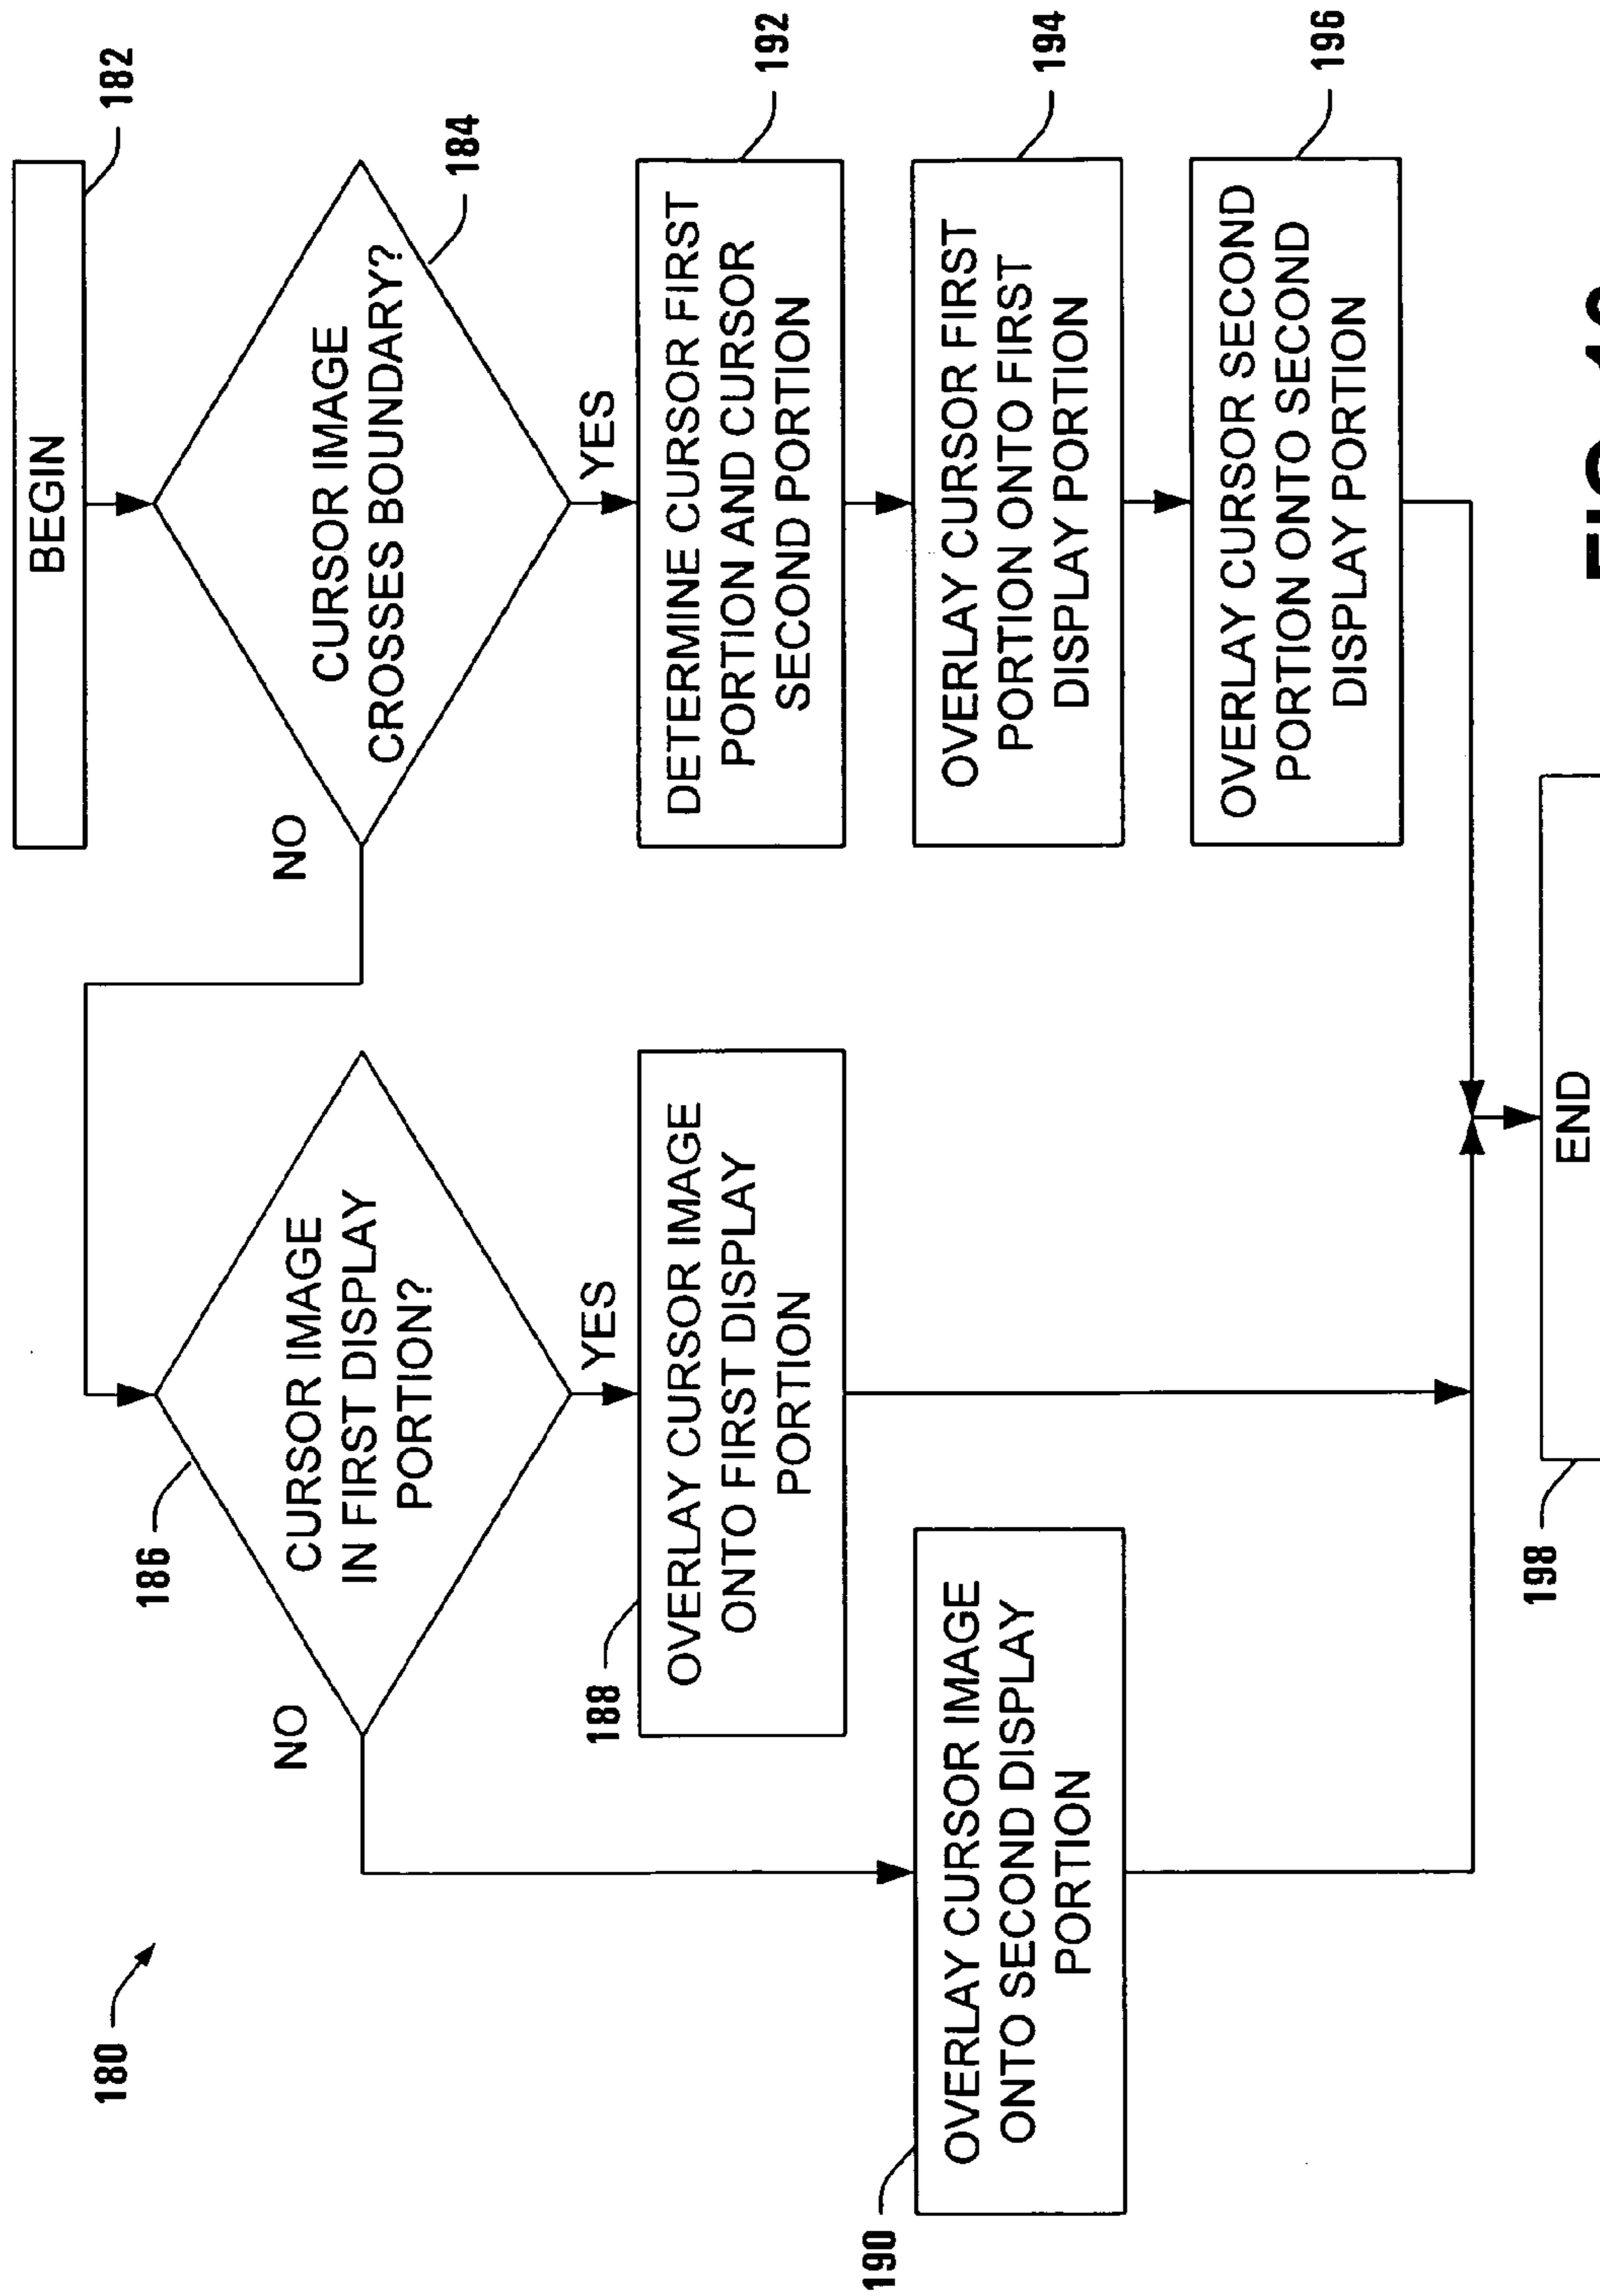 180
BEGIN
182
CURSOR IMAGE
CROSSES BOUNDARY?
184
NO
YES
CURSOR IMAGE
IN FIRST DISPLAY
PORTION?
186
NO
YES
188
OVERLAY CURSOR IMAGE
ONTO FIRST DISPLAY
PORTION
190
OVERLAY CURSOR IMAGE
ONTO SECOND DISPLAY
PORTION
DETERMINE CURSOR FIRST
PORTION AND CURSOR
SECOND PORTION
192
OVERLAY CURSOR FIRST
PORTION ONTO FIRST
DISPLAY PORTION
194
OVERLAY CURSOR SECOND
PORTION ONTO SECOND
DISPLAY PORTION
196
END
198